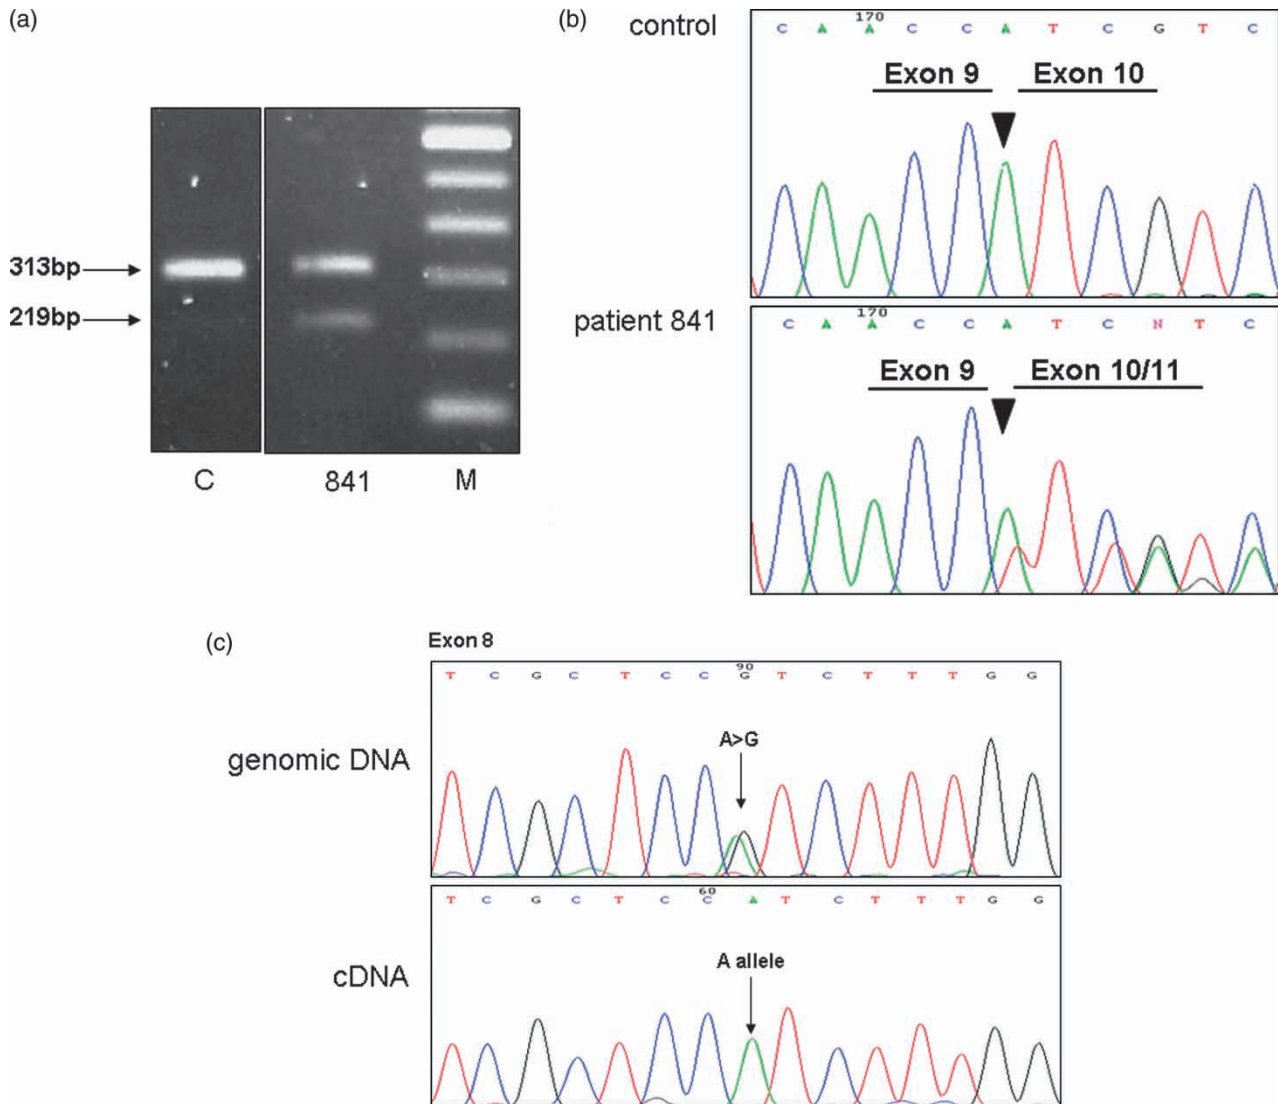 (a)
313bp
219bp
C 841 M
(b)
control
170
C A A C C A T C G T C
Exon 9 Exon 10
patient 841
170
C A A C C A T C N T C
Exon 9 Exon 10/11
(c)
Exon 8
genomic DNA
90
T C G C T C C G T C T T T G G
A>G
cDNA
60
T C G C T C C A T C T T T G G
A allele